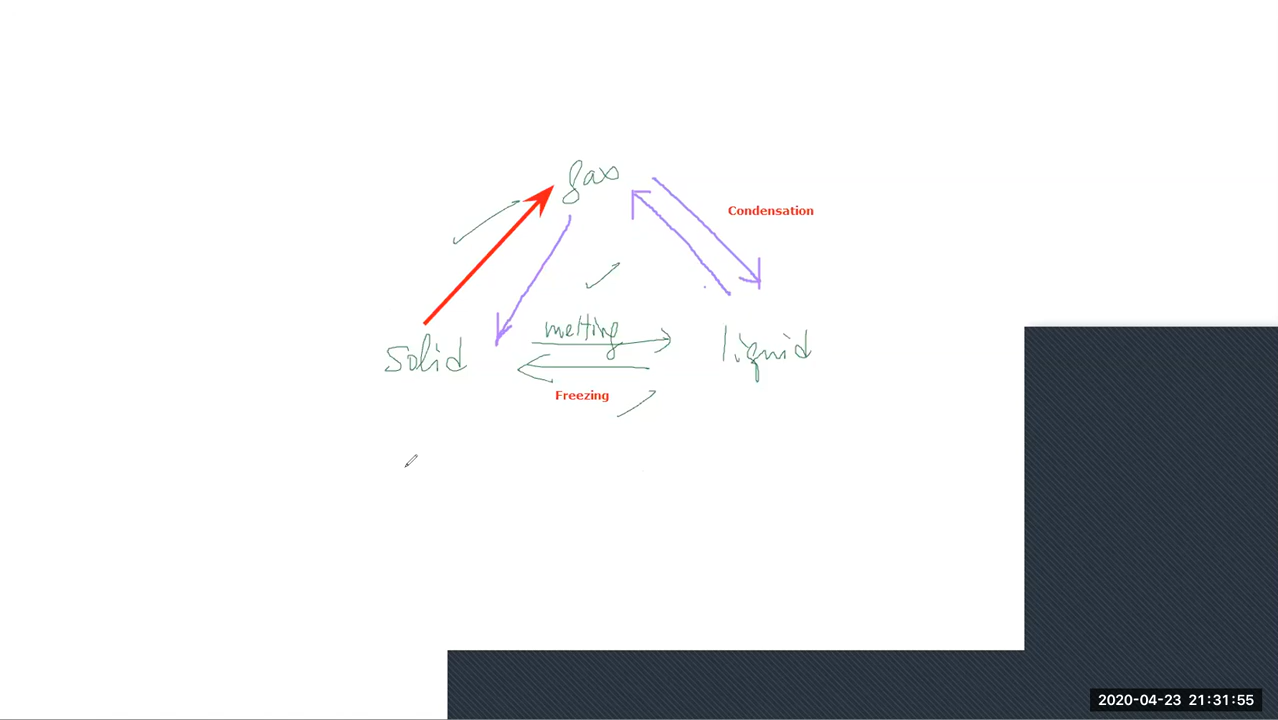 gas
Condensation
melting
solid
liquid
Freezing
2020-04-23 21:31:55